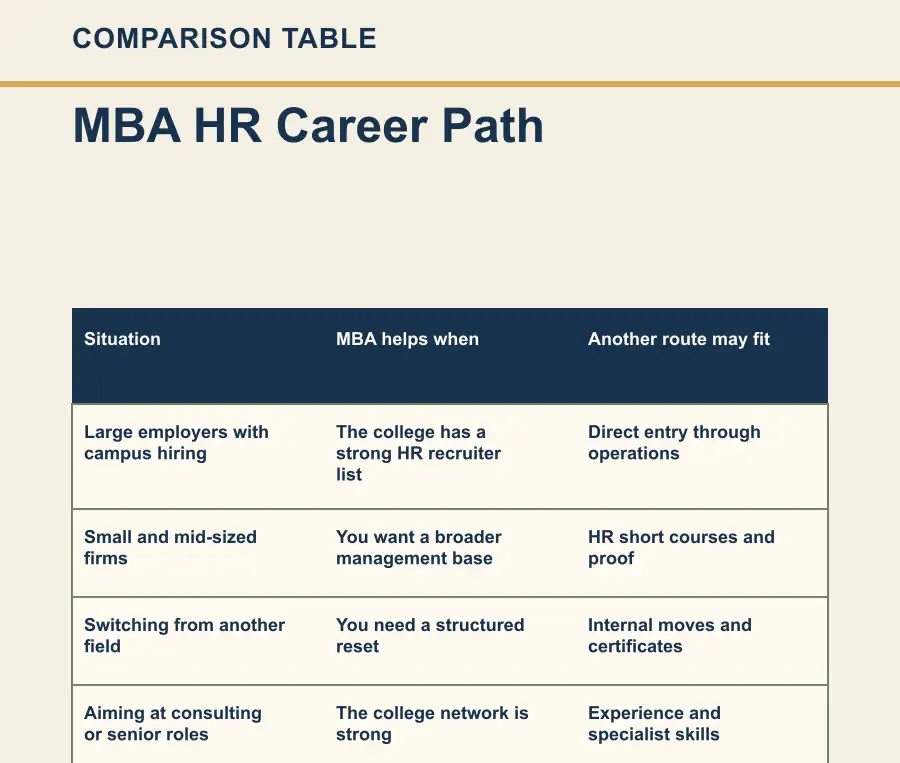 COMPARISON TABLE
MBA HR Career Path
Situation
MBA helps when
Another route may fit
Large employers with
campus hiring
The college has a
strong HR recruiter
list
Direct entry through
operations
Small and mid-sized
firms
You want a broader
management base
HR short courses and
proof
Switching from another
field
You need a structured
reset
Internal moves and
certificates
Aiming at consulting
or senior roles
The college network is
strong
Experience and
specialist skills